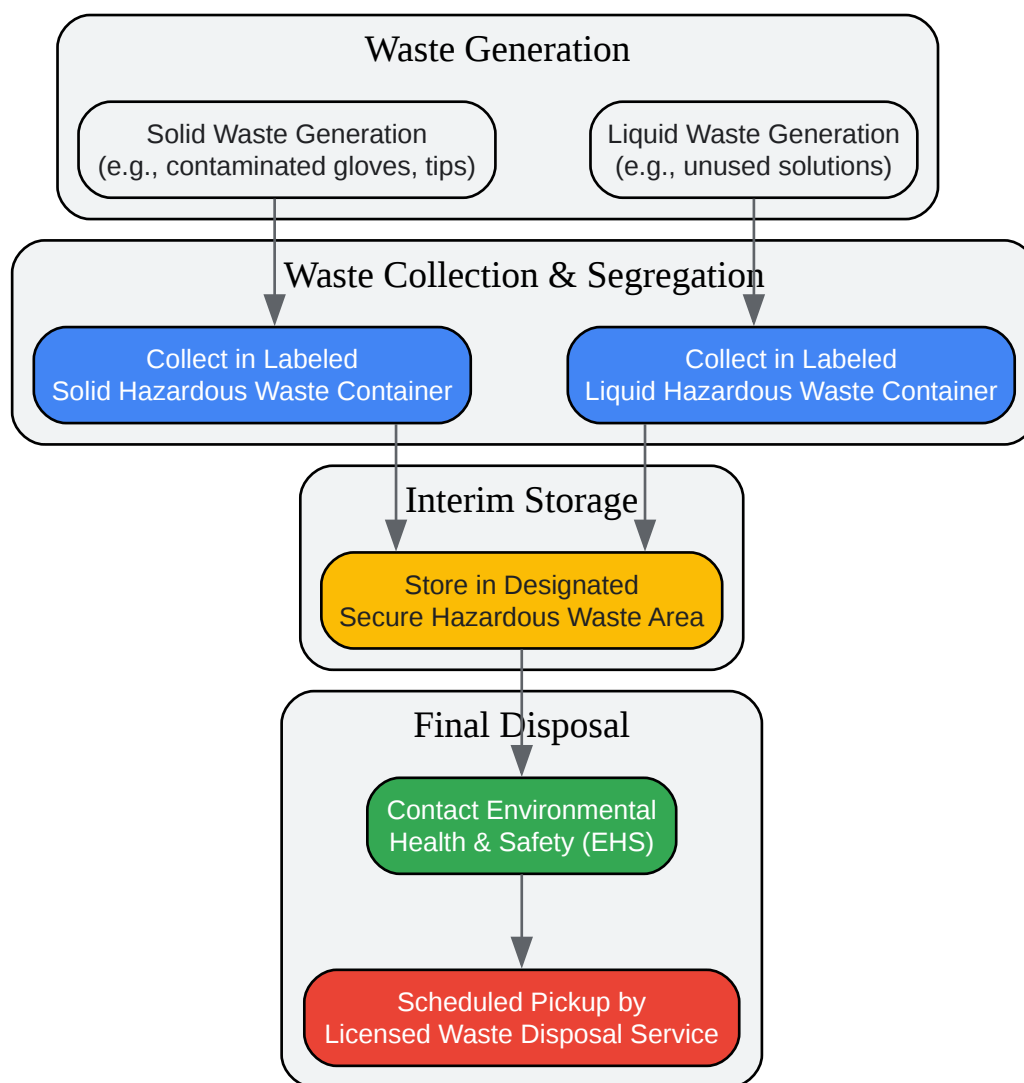 Waste Generation
Solid Waste Generation
(e.g., contaminated gloves, tips)
Liquid Waste Generation
(e.g., unused solutions)
Waste Collection & Segregation
Collect in Labeled
Solid Hazardous Waste Container
Collect in Labeled
Liquid Hazardous Waste Container
Interim Storage
Store in Designated
Secure Hazardous Waste Area
Final Disposal
Contact Environmental
Health & Safety (EHS)
Scheduled Pickup by
Licensed Waste Disposal Service